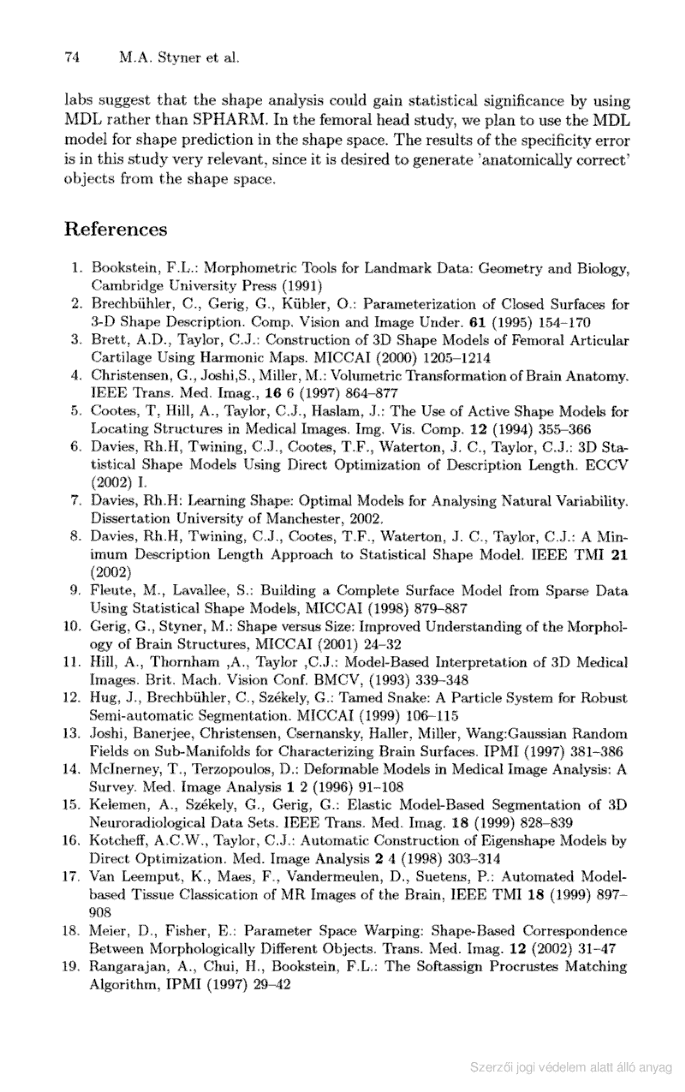 74 M.A. Styner et al.
labs suggest that the shape analysis could gain statistical significance by using
MDL rather than SPHARM. In the femoral head study, we plan to use the MDL
model for shape prediction in the shape space. The results of the specificity error
is in this study very relevant, since it is desired to generate 'anatomically correct'
objects from the shape space.
References
1. Bookstein, F.L.: Morphometric Tools for Landmark Data: Geometry and Biology,
Cambridge University Press (1991)
2. Brechbühler, C., Gerig, G., Kübler, O.: Parameterization of Closed Surfaces for
3-D Shape Description. Comp. Vision and Image Under. 61 (1995) 154–170
3. Brett, A.D., Taylor, C.J.: Construction of 3D Shape Models of Femoral Articular
Cartilage Using Harmonic Maps. MICCAI (2000) 1205–1214
4. Christensen, G., Joshi,S., Miller, M.: Volumetric Transformation of Brain Anatomy.
IEEE Trans. Med. Imag., 16 6 (1997) 864–877
5. Cootes, T, Hill, A., Taylor, C.J., Haslam, J.: The Use of Active Shape Models for
Locating Structures in Medical Images. Img. Vis. Comp. 12 (1994) 355–366
6. Davies, Rh.H, Twining, C.J., Cootes, T.F., Waterton, J. C., Taylor, C.J.: 3D Sta-
tistical Shape Models Using Direct Optimization of Description Length. ECCV
(2002) I.
7. Davies, Rh.H: Learning Shape: Optimal Models for Analysing Natural Variability.
Dissertation University of Manchester, 2002.
8. Davies, Rh.H, Twining, C.J., Cootes, T.F., Waterton, J. C., Taylor, C.J.: A Min-
imum Description Length Approach to Statistical Shape Model. IEEE TMI 21
(2002)
9. Fleute, M., Lavallee, S.: Building a Complete Surface Model from Sparse Data
Using Statistical Shape Models, MICCAI (1998) 879–887
10. Gerig, G., Styner, M.: Shape versus Size: Improved Understanding of the Morphol-
ogy of Brain Structures, MICCAI (2001) 24–32
11. Hill, A., Thornham ,A., Taylor ,C.J.: Model-Based Interpretation of 3D Medical
Images. Brit. Mach. Vision Conf. BMCV, (1993) 339–348
12. Hug, J., Brechbühler, C., Székely, G.: Tamed Snake: A Particle System for Robust
Semi-automatic Segmentation. MICCAI (1999) 106–115
13. Joshi, Banerjee, Christensen, Csernansky, Haller, Miller, Wang:Gaussian Random
Fields on Sub-Manifolds for Characterizing Brain Surfaces. IPMI (1997) 381–386
14. McInerney, T., Terzopoulos, D.: Deformable Models in Medical Image Analysis: A
Survey. Med. Image Analysis 1 2 (1996) 91–108
15. Kelemen, A., Székely, G., Gerig, G.: Elastic Model-Based Segmentation of 3D
Neuroradiological Data Sets. IEEE Trans. Med. Imag. 18 (1999) 828–839
16. Kotcheff, A.C.W., Taylor, C.J.: Automatic Construction of Eigenshape Models by
Direct Optimization. Med. Image Analysis 2 4 (1998) 303–314
17. Van Leemput, K., Maes, F., Vandermeulen, D., Suetens, P.: Automated Model-
based Tissue Classication of MR Images of the Brain, IEEE TMI 18 (1999) 897–
908
18. Meier, D., Fisher, E.: Parameter Space Warping: Shape-Based Correspondence
Between Morphologically Different Objects. Trans. Med. Imag. 12 (2002) 31–47
19. Rangarajan, A., Chui, H., Bookstein, F.L.: The Softassign Procrustes Matching
Algorithm, IPMI (1997) 29–42
Szerzői jogi védelem alatt álló anyag